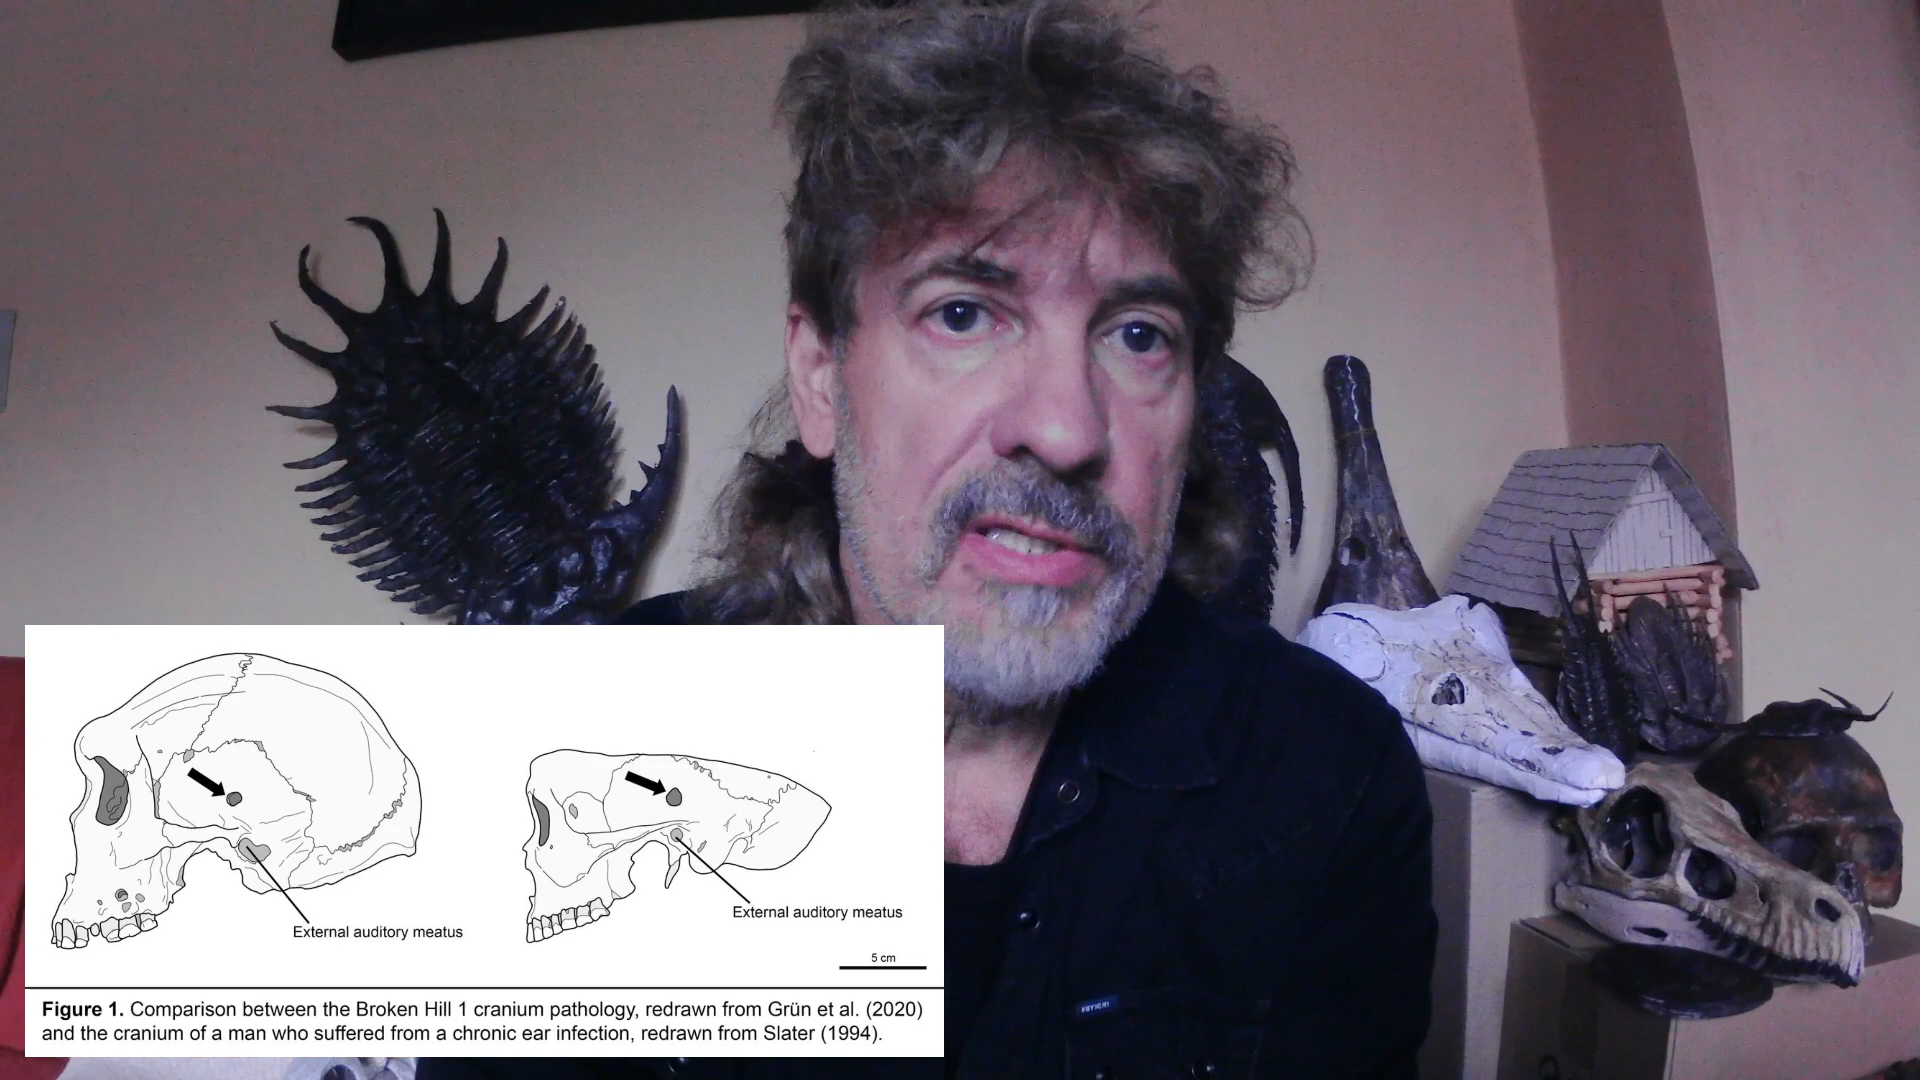 External auditory meatus
External auditory meatus
5 cm
Figure 1. Comparison between the Broken Hill 1 cranium pathology, redrawn from Grün et al. (2020)
and the cranium of a man who suffered from a chronic ear infection, redrawn from Slater (1994).